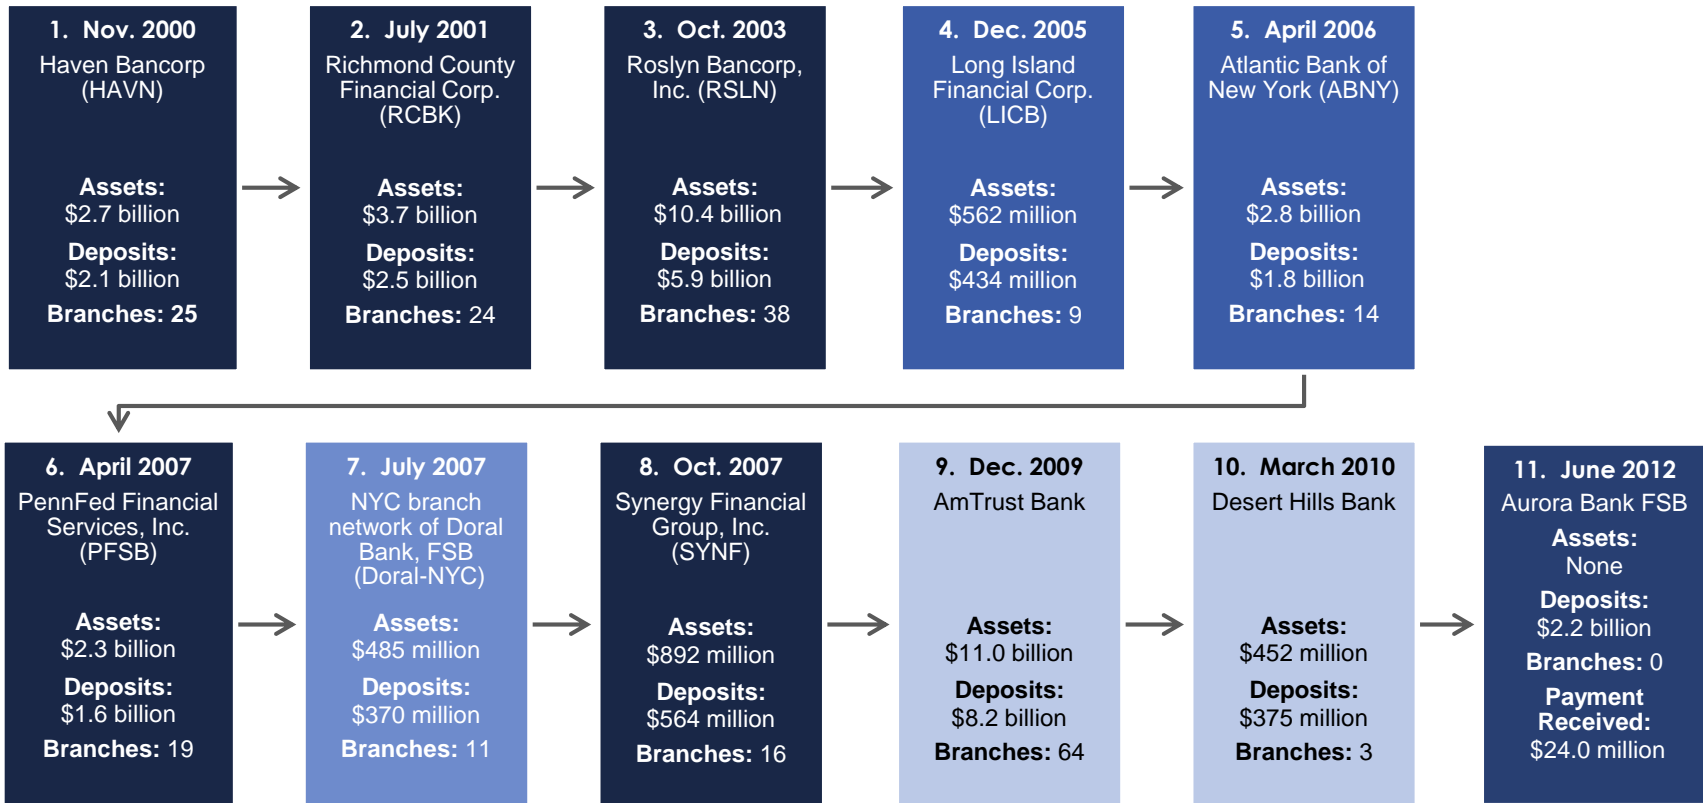 1. Nov. 2000
Haven Bancorp
(HAVN)
Assets:
$2.7 billion
Deposits:
$2.1 billion
Branches: 25
2. July 2001
Richmond County
Financial Corp.
(RCBK)
Assets:
$3.7 billion
Deposits:
$2.5 billion
Branches: 24
3. Oct. 2003
Roslyn Bancorp,
Inc. (RSLN)
Assets:
$10.4 billion
Deposits:
$5.9 billion
Branches: 38
4. Dec. 2005
Long Island
Financial Corp.
(LICB)
Assets:
$562 million
Deposits:
$434 million
Branches: 9
5. April 2006
Atlantic Bank of
New York (ABNY)
Assets:
$2.8 billion
Deposits:
$1.8 billion
Branches: 14
6. April 2007
PennFed Financial
Services, Inc.
(PFSB)
Assets:
$2.3 billion
Deposits:
$1.6 billion
Branches: 19
7. July 2007
NYC branch
network of Doral
Bank, FSB
(Doral-NYC)
Assets:
$485 million
Deposits:
$370 million
Branches: 11
8. Oct. 2007
Synergy Financial
Group, Inc.
(SYNF)
Assets:
$892 million
Deposits:
$564 million
Branches: 16
9. Dec. 2009
AmTrust Bank
Assets:
$11.0 billion
Deposits:
$8.2 billion
Branches: 64
10. March 2010
Desert Hills Bank
Assets:
$452 million
Deposits:
$375 million
Branches: 3
11. June 2012
Aurora Bank FSB
Assets:
None
Deposits:
$2.2 billion
Branches: 0
Payment
Received:
$24.0 million